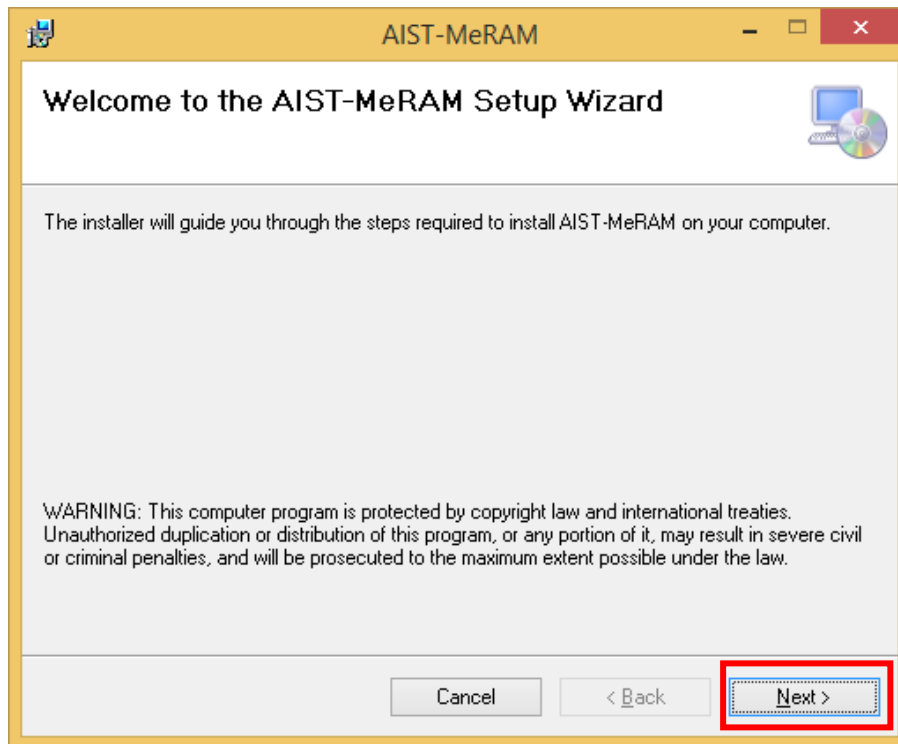 AIST-MeRAM
Welcome to the AIST-MeRAM Setup Wizard
The installer will guide you through the steps required to install AIST-MeRAM on your computer.
WARNING: This computer program is protected by copyright law and international treaties.
Unauthorized duplication or distribution of this program, or any portion of it, may result in severe civil
or criminal penalties, and will be prosecuted to the maximum extent possible under the law.
Cancel
< Back
Next >